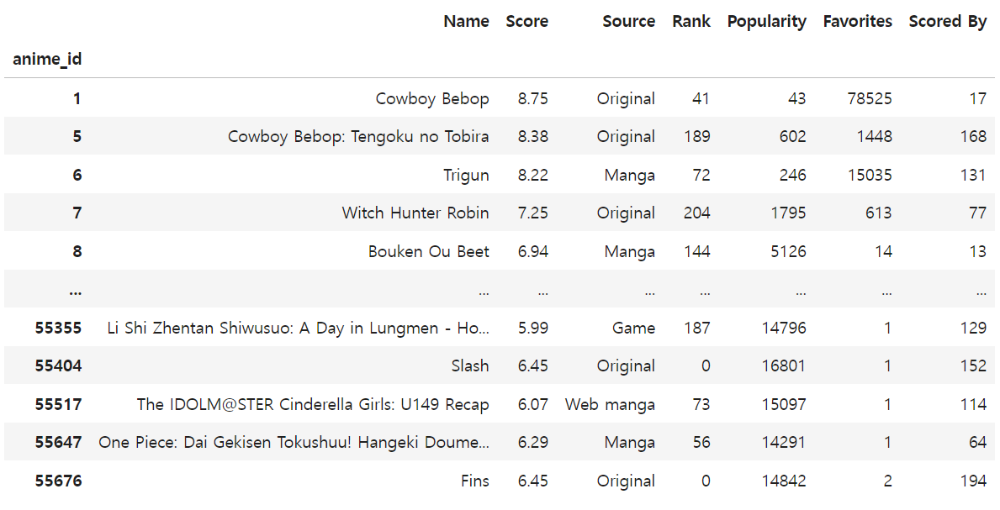 Name Score Source Rank Popularity Favorites Scored By
anime_id
1 Cowboy Bebop 8.75 Original 41 43 78525 17
5 Cowboy Bebop: Tengoku no Tobira 8.38 Original 189 602 1448 168
6 Trigun 8.22 Manga 72 246 15035 131
7 Witch Hunter Robin 7.25 Original 204 1795 613 77
8 Bouken Ou Beet 6.94 Manga 144 5126 14 13
... ... ... ... ... ... ... ...
55355 Li Shi Zhentan Shiwusuo: A Day in Lungmen - Ho... 5.99 Game 187 14796 1 129
55404 Slash 6.45 Original 0 16801 1 152
55517 The IDOLM@STER Cinderella Girls: U149 Recap 6.07 Web manga 73 15097 1 114
55647 One Piece: Dai Gekisen Tokushuu! Hangeki Doume... 6.29 Manga 56 14291 1 64
55676 Fins 6.45 Original 0 14842 2 194